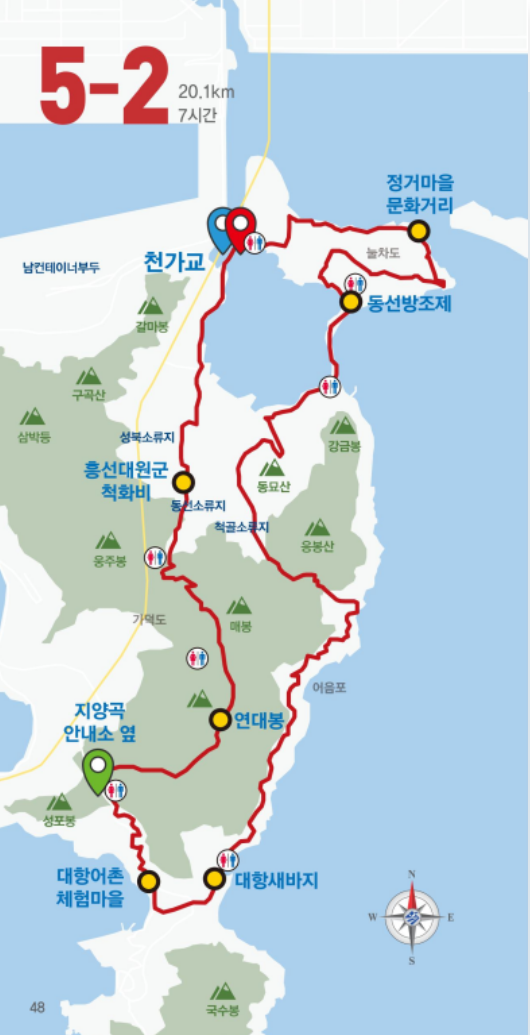 5-2
20.1km
7시간
정거마을
문화거리
눌차도
천가교
남컨테이너부두
동선방조제
갈마봉
구곡산
삼박등
강금봉
성북소류지
흥선대원군
척화비
동묘산
동선소류지
척골소류지
응봉산
웅주봉
가덕도
매봉
어음포
지양곡
안내소 옆
연대봉
성포봉
대항어촌
체험마을
대항새바지
N
W
E
S
국수봉
48